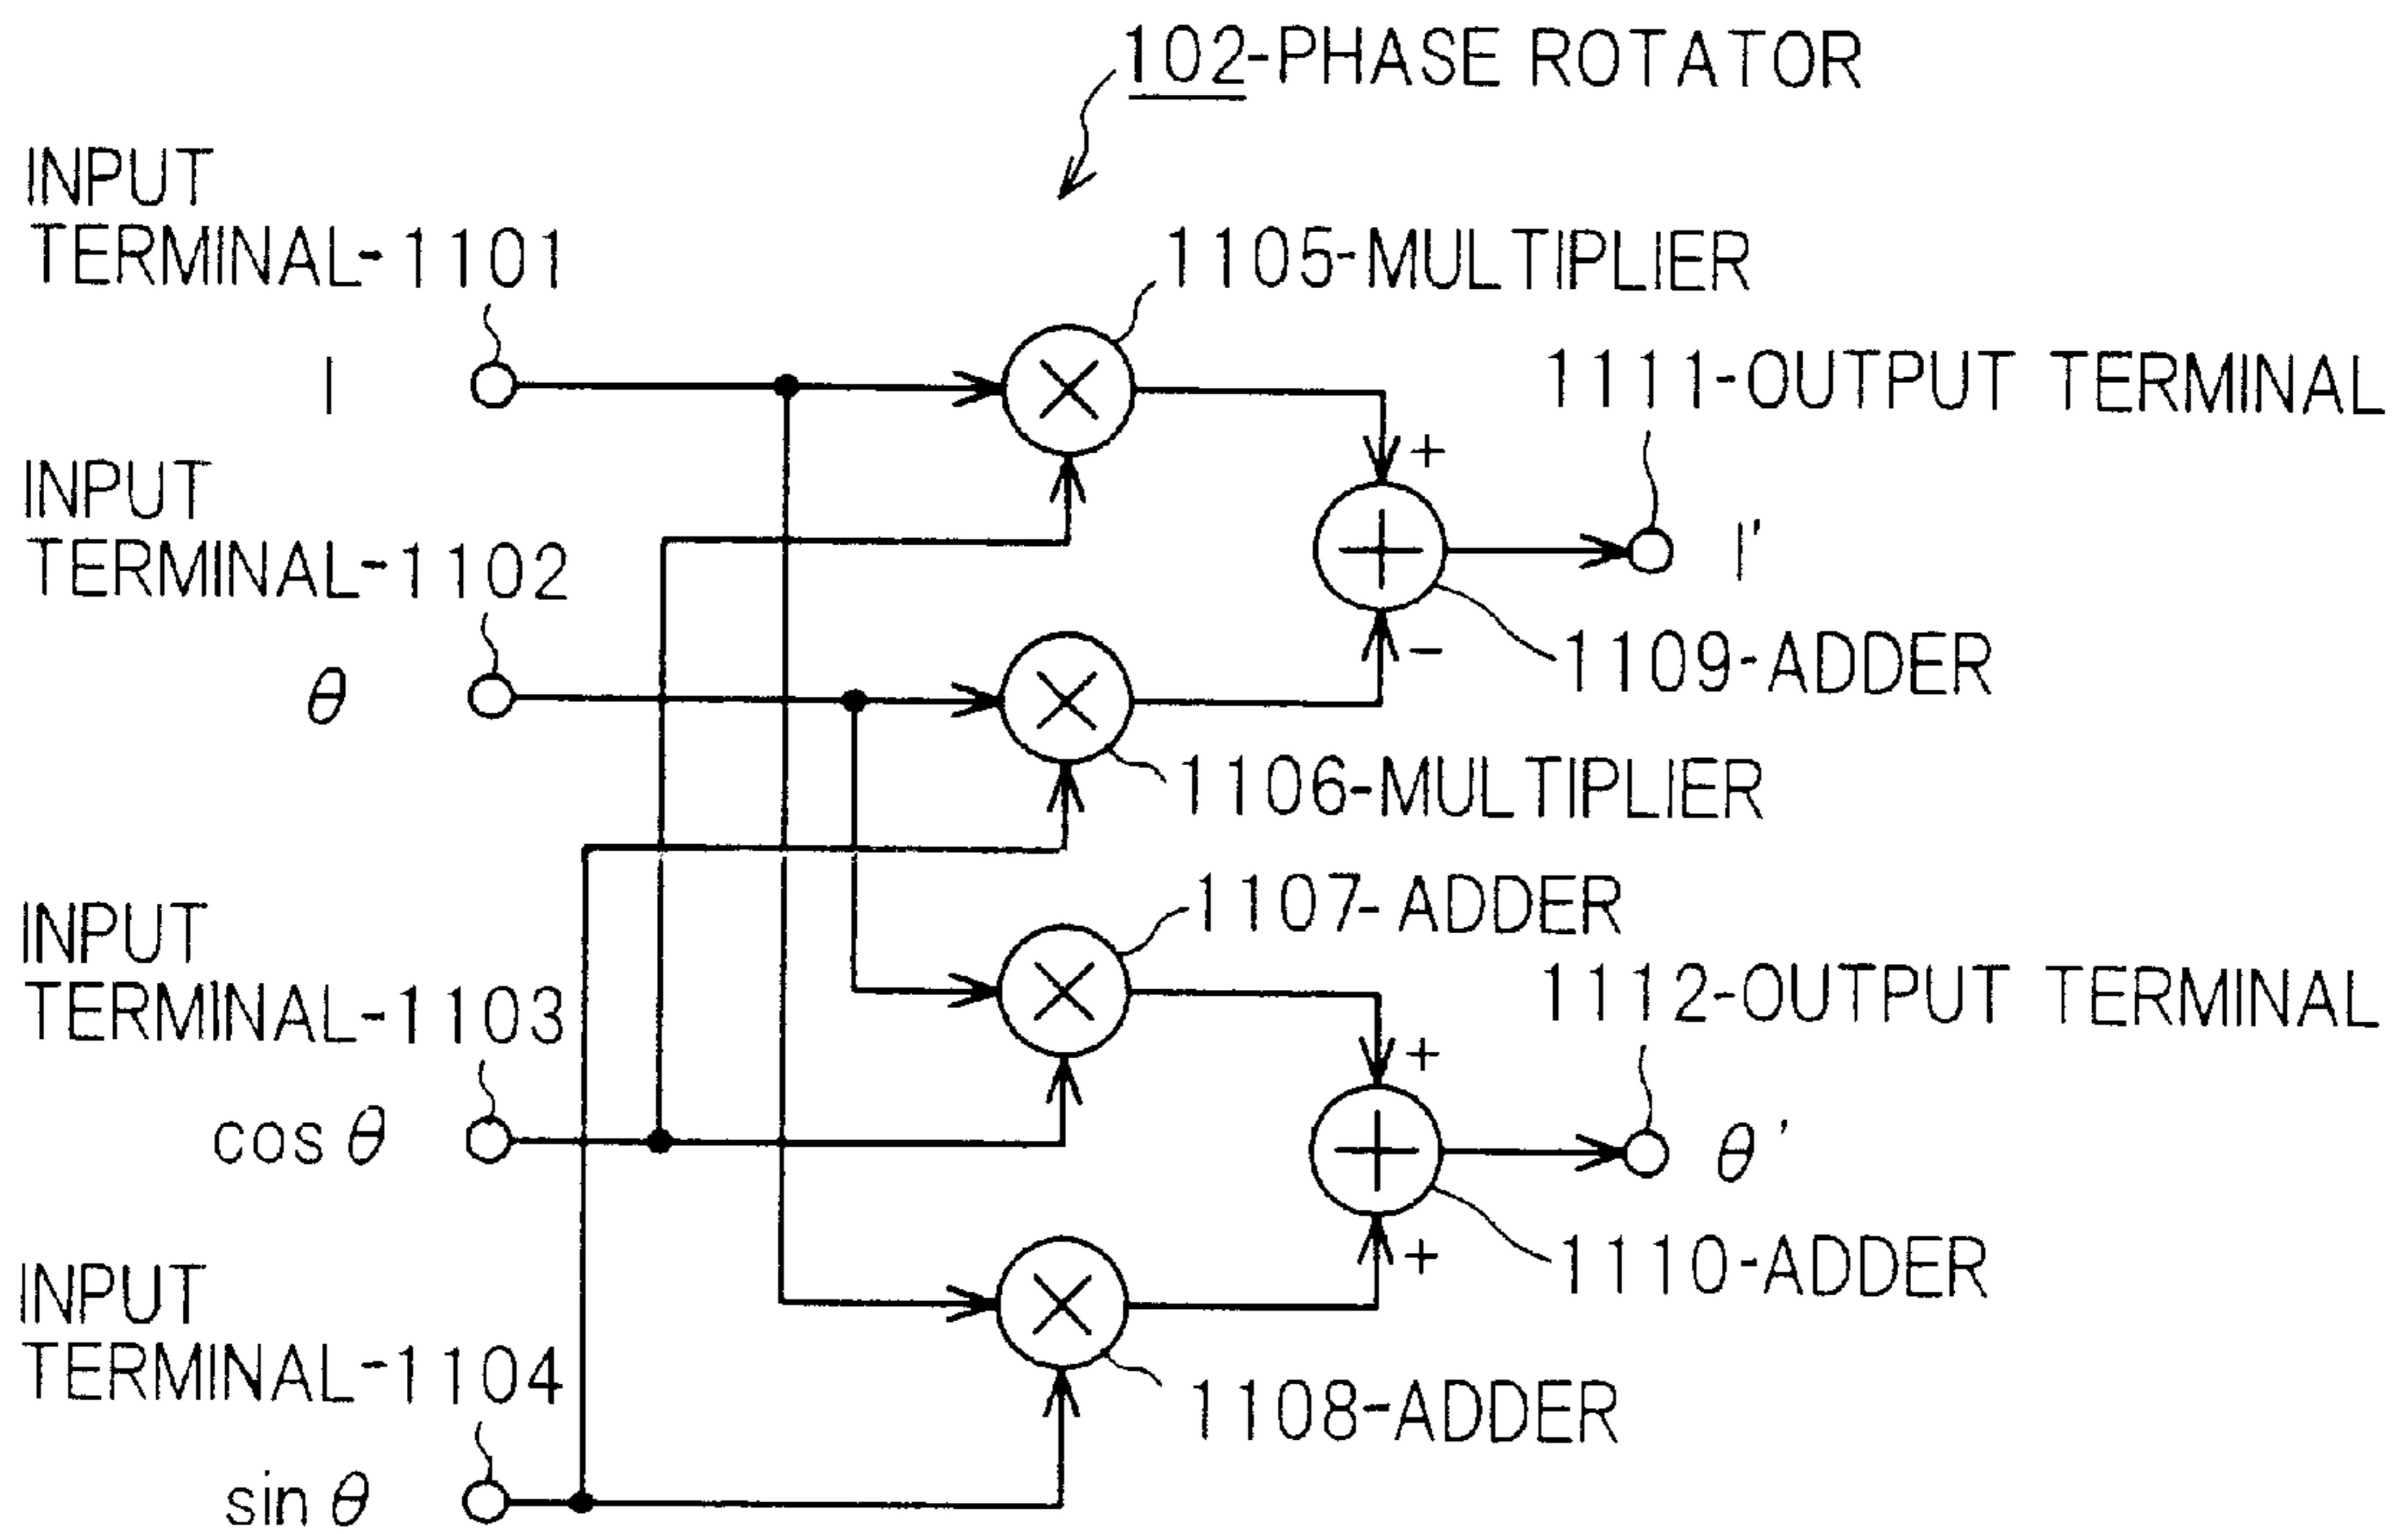 102-PHASE ROTATOR
INPUT
TERMINAL-1101
1105-MULTIPLIER
I
1111-OUTPUT TERMINAL
+
INPUT
TERMINAL-1102
I'
1109-ADDER
-
θ
1106-MULTIPLIER
1107-ADDER
INPUT
TERMINAL-1103
1112-OUTPUT TERMINAL
+
cos θ
θ'
1110-ADDER
+
INPUT
TERMINAL-1104
1108-ADDER
sin θ